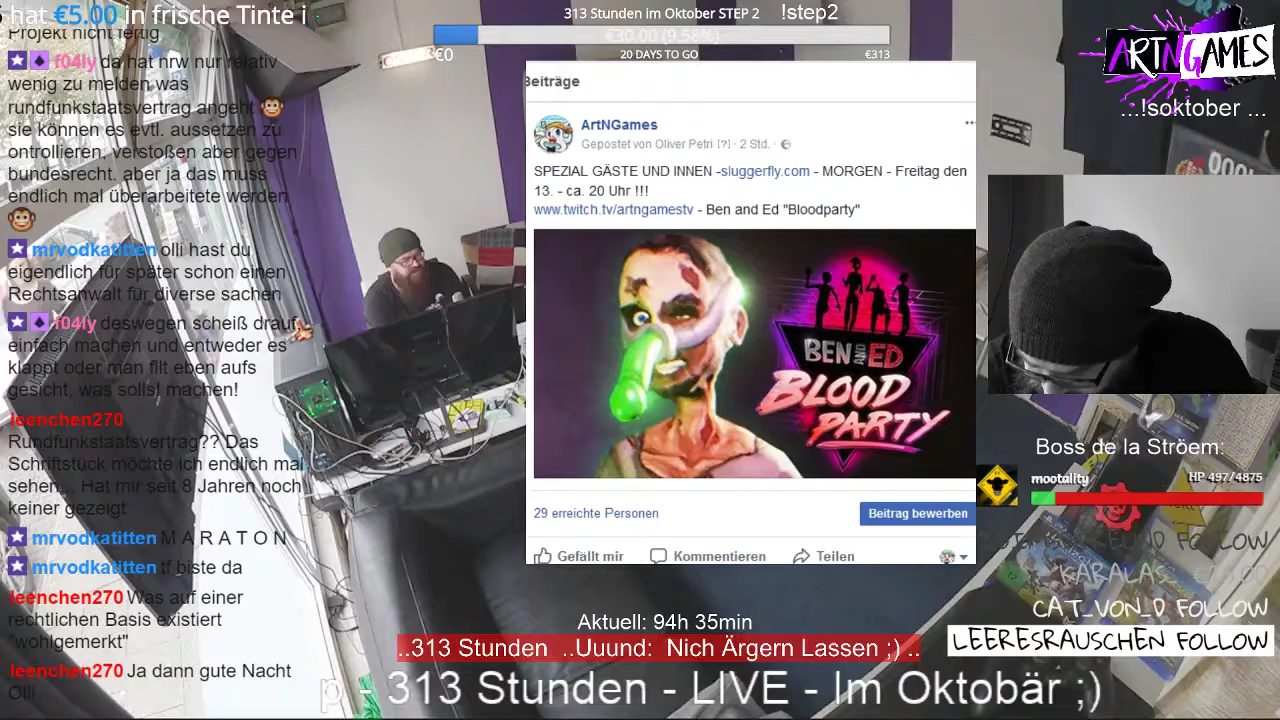 hat €5.00 in frische Tinte i
Projekt nicht fertig
f04ly da hat nrw nur relativ
wenig zu melden was
rundfunkstaatsvertrag angeht
sie können es evtl. aussetzen zu
ontrollieren, verstoßen aber gegen
bundesrecht. aber ja das muss
endlich mal überarbeitete werden
mrvodkatitten olli hast du
eigendlich für später schon einen
Rechtsanwalt für diverse sachen
f04ly deswegen scheiß drauf
einfach machen und entweder es
klappt oder man fllt eben aufs
gesicht, was solls! machen!
leenchen270
Rundfunkstaatsvertrag?? Das
Schriftstück möchte ich endlich mal
sehen... Hat mir seit 8 Jahren noch
keiner gezeigt
mrvodkatitten M A R A T O N
mrvodkatitten tf biste da
leenchen270 Was auf einer
rechtlichen Basis existiert
"wohlgemerkt"
leenchen270 Ja dann gute Nacht
Olli
313 Stunden im Oktober STEP 2 !step2
€30.00 (9.58%)
€0 20 DAYS TO GO €313
Beiträge
ArtNGames
Gepostet von Oliver Petri [?] · 2 Std. ·
SPEZIAL GÄSTE UND INNEN -sluggerfly.com - MORGEN - Freitag den
13. - ca. 20 Uhr !!!
www.twitch.tv/artngamestv - Ben and Ed "Bloodparty"
BEN AND ED
BLOOD
PARTY
29 erreichte Personen
Beitrag bewerben
Gefällt mir Kommentieren Teilen
ARTNGAMES
...!soktober ...
Boss de la Ströem:
mootality HP 497/4875
FOLLOW
KARALAS_
CAT_VON_D FOLLOW
LEERESRAUSCHEN FOLLOW
Aktuell: 94h 35min
..313 Stunden ..Uuund: Nich Ärgern Lassen ;) ..
p - 313 Stunden - LIVE - Im Oktobär ;)